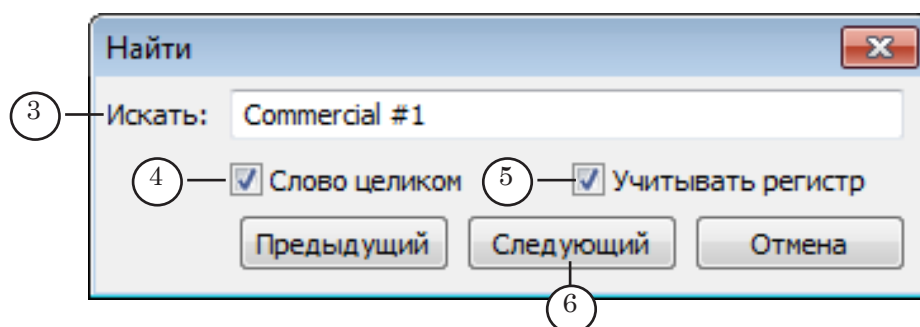 Найти
3 Искать: Commercial #1
4 Слово целиком 5 Учитывать регистр
Предыдущий Следующий Отмена
6